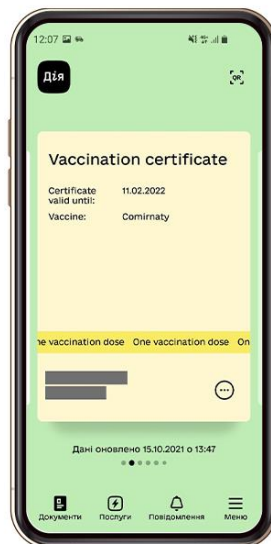 12:07
Дія
QR
Vaccination certificate
Certificate valid until: 11.02.2022
Vaccine: Comirnaty
ne vaccination dose One vaccination dose On
Дані оновлено 15.10.2021 о 13:47
Документи Послуги Повідомлення Меню